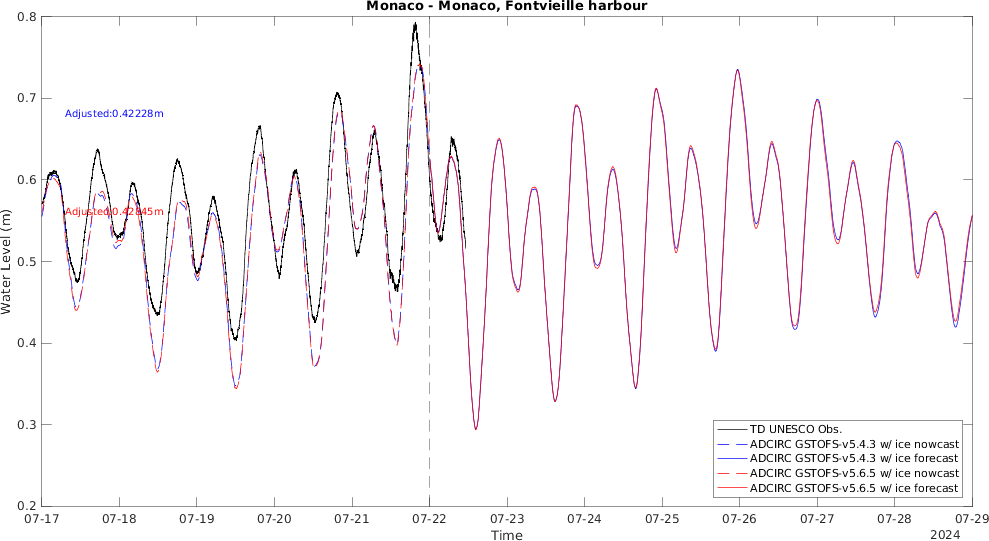 Monaco - Monaco, Fontvieille harbour
0.8
0.7
0.6
0.5
0.4
0.3
0.2
Water Level (m)
Adjusted:0.42228m
Adjusted:0.42845m
TD UNESCO Obs.
ADCIRC GSTOFS-v5.4.3 w/ ice nowcast
ADCIRC GSTOFS-v5.4.3 w/ ice forecast
ADCIRC GSTOFS-v5.6.5 w/ ice nowcast
ADCIRC GSTOFS-v5.6.5 w/ ice forecast
07-17 07-18 07-19 07-20 07-21 07-22 07-23 07-24 07-25 07-26 07-27 07-28 07-29
Time
2024